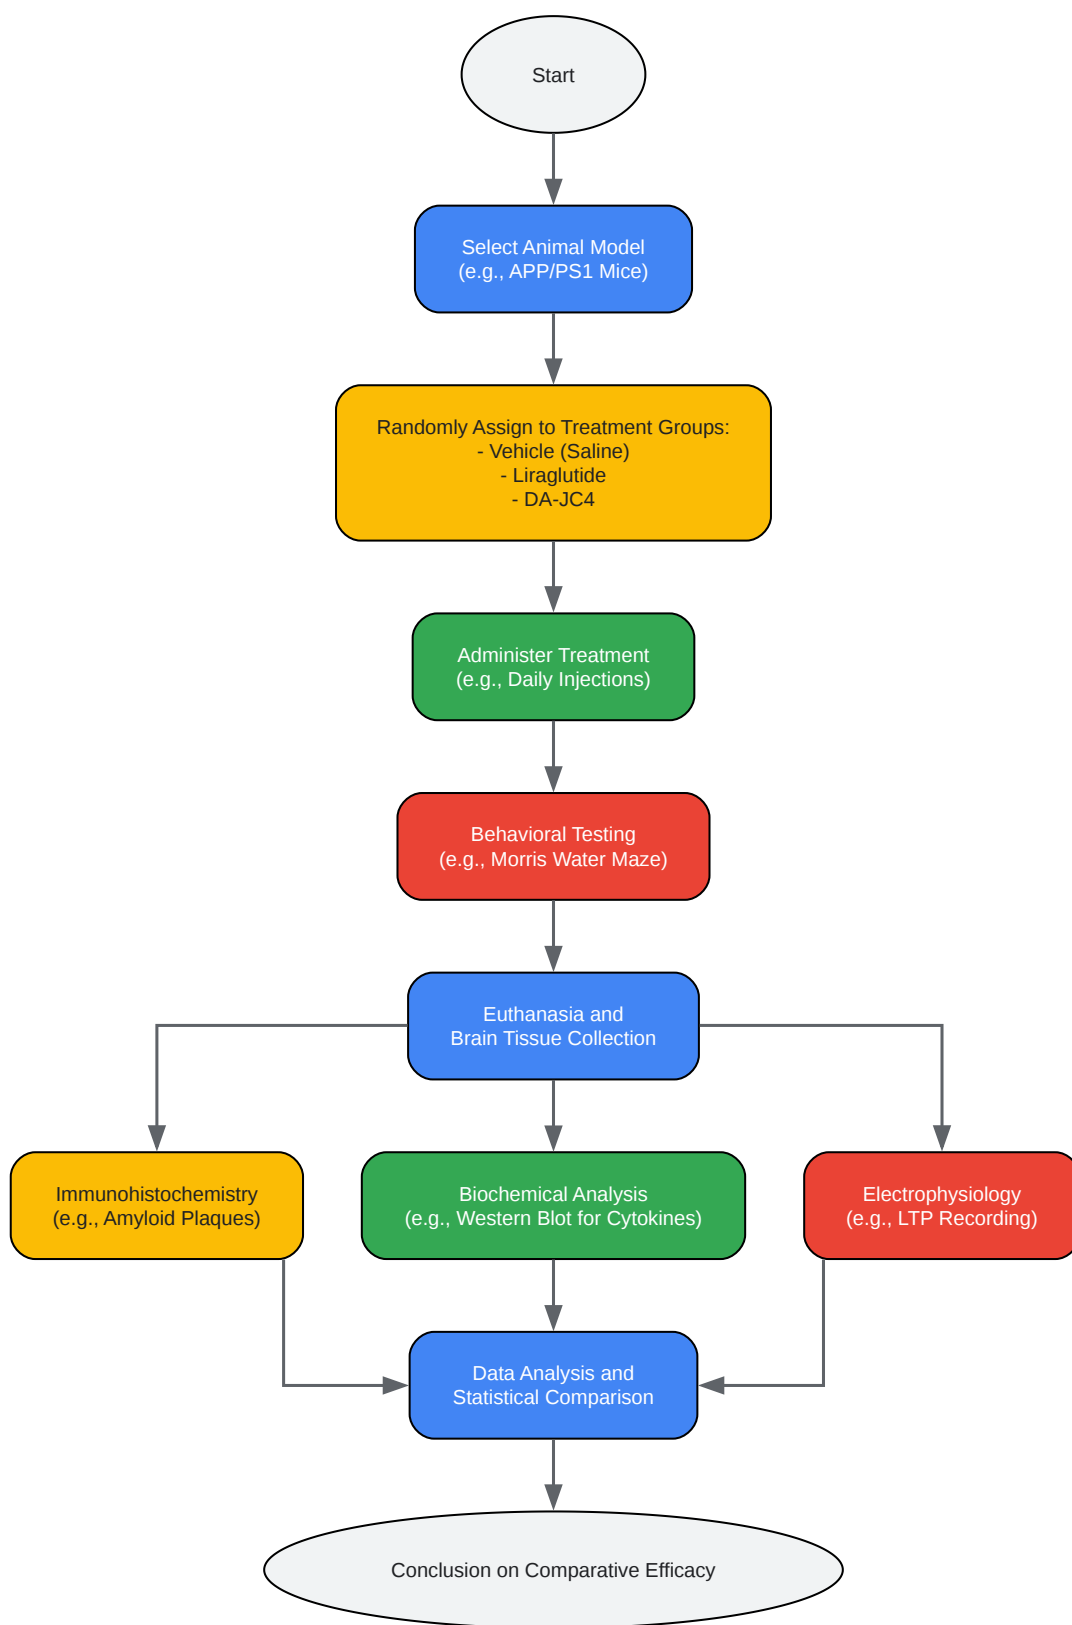 Start
Select Animal Model
(e.g., APP/PS1 Mice)
Randomly Assign to Treatment Groups:
- Vehicle (Saline)
- Liraglutide
- DA-JC4
Administer Treatment
(e.g., Daily Injections)
Behavioral Testing
(e.g., Morris Water Maze)
Euthanasia and
Brain Tissue Collection
Immunohistochemistry
(e.g., Amyloid Plaques)
Biochemical Analysis
(e.g., Western Blot for Cytokines)
Electrophysiology
(e.g., LTP Recording)
Data Analysis and
Statistical Comparison
Conclusion on Comparative Efficacy